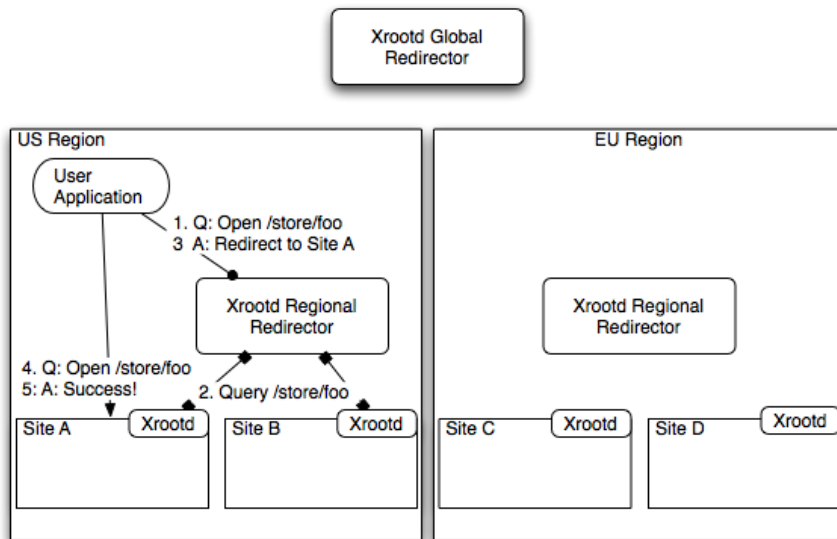 Xrootd Global
Redirector
US Region
User
Application
1. Q: Open /store/foo
3 A: Redirect to Site A
Xrootd Regional
Redirector
4. Q: Open /store/foo
5: A: Success!
2. Query /store/foo
Site A
Xrootd
Site B
Xrootd
EU Region
Xrootd Regional
Redirector
Site C
Xrootd
Site D
Xrootd